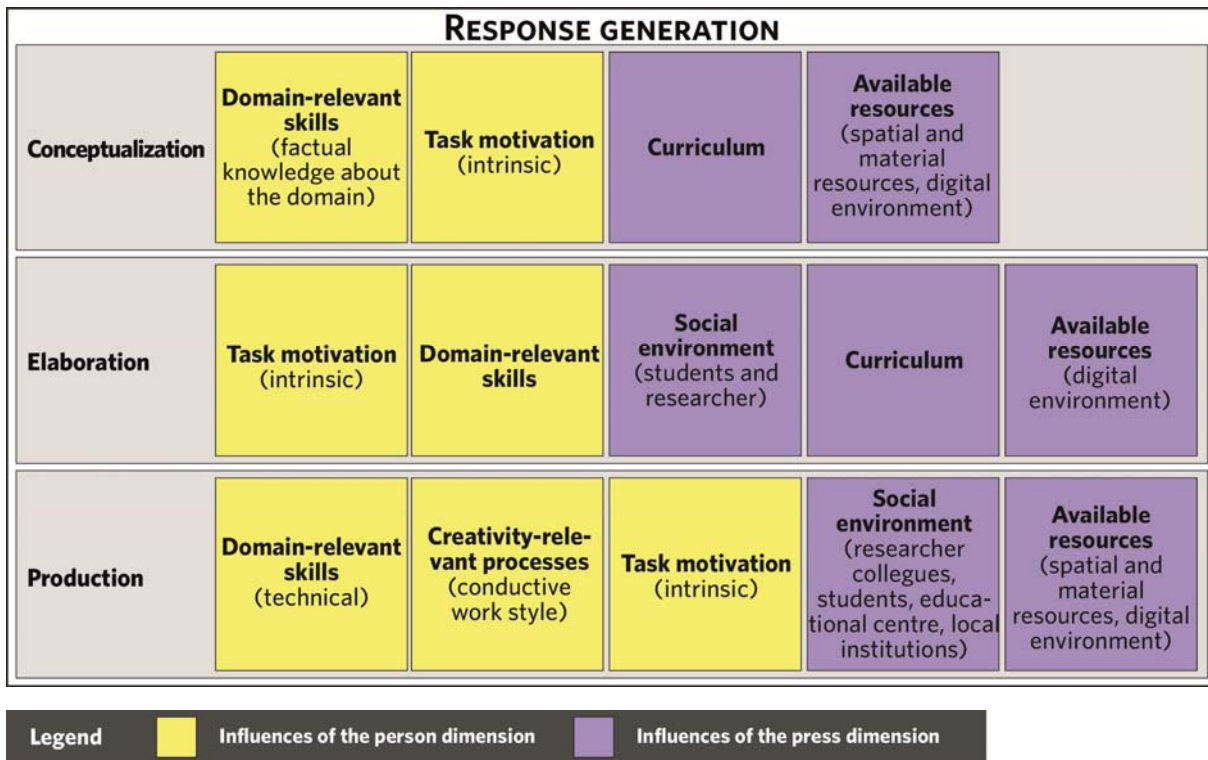 RESPONSE GENERATION
Conceptualization
Domain-relevant
skills
(factual
knowledge about
the domain)
Task motivation
(intrinsic)
Curriculum
Available
resources
(spatial and
material
resources, digital
environment)
Elaboration
Task motivation
(intrinsic)
Domain-relevant
skills
Social
environment
(students and
researcher)
Curriculum
Available
resources
(digital
environment)
Production
Domain-relevant
skills
(technical)
Creativity-rele-
vant processes
(conductive
work style)
Task motivation
(intrinsic)
Social
environment
(researcher
collegues,
students, educa-
tional centre, local
institutions)
Available
resources
(spatial and
material
resources, digital
environment)
Legend
Influences of the person dimension
Influences of the press dimension